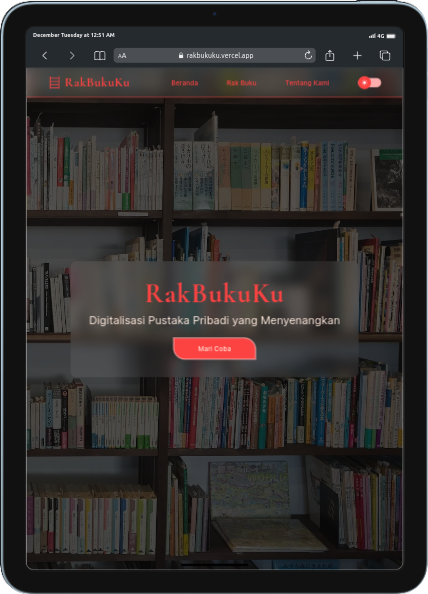 December Tuesday at 12:51 AM
4G
AA
rakbukuku.vercel.app
RakBukuKu
Beranda
Rak Buku
Tentang Kami
RakBukuKu
Digitalisasi Pustaka Pribadi yang Menyenangkan
Mari Coba